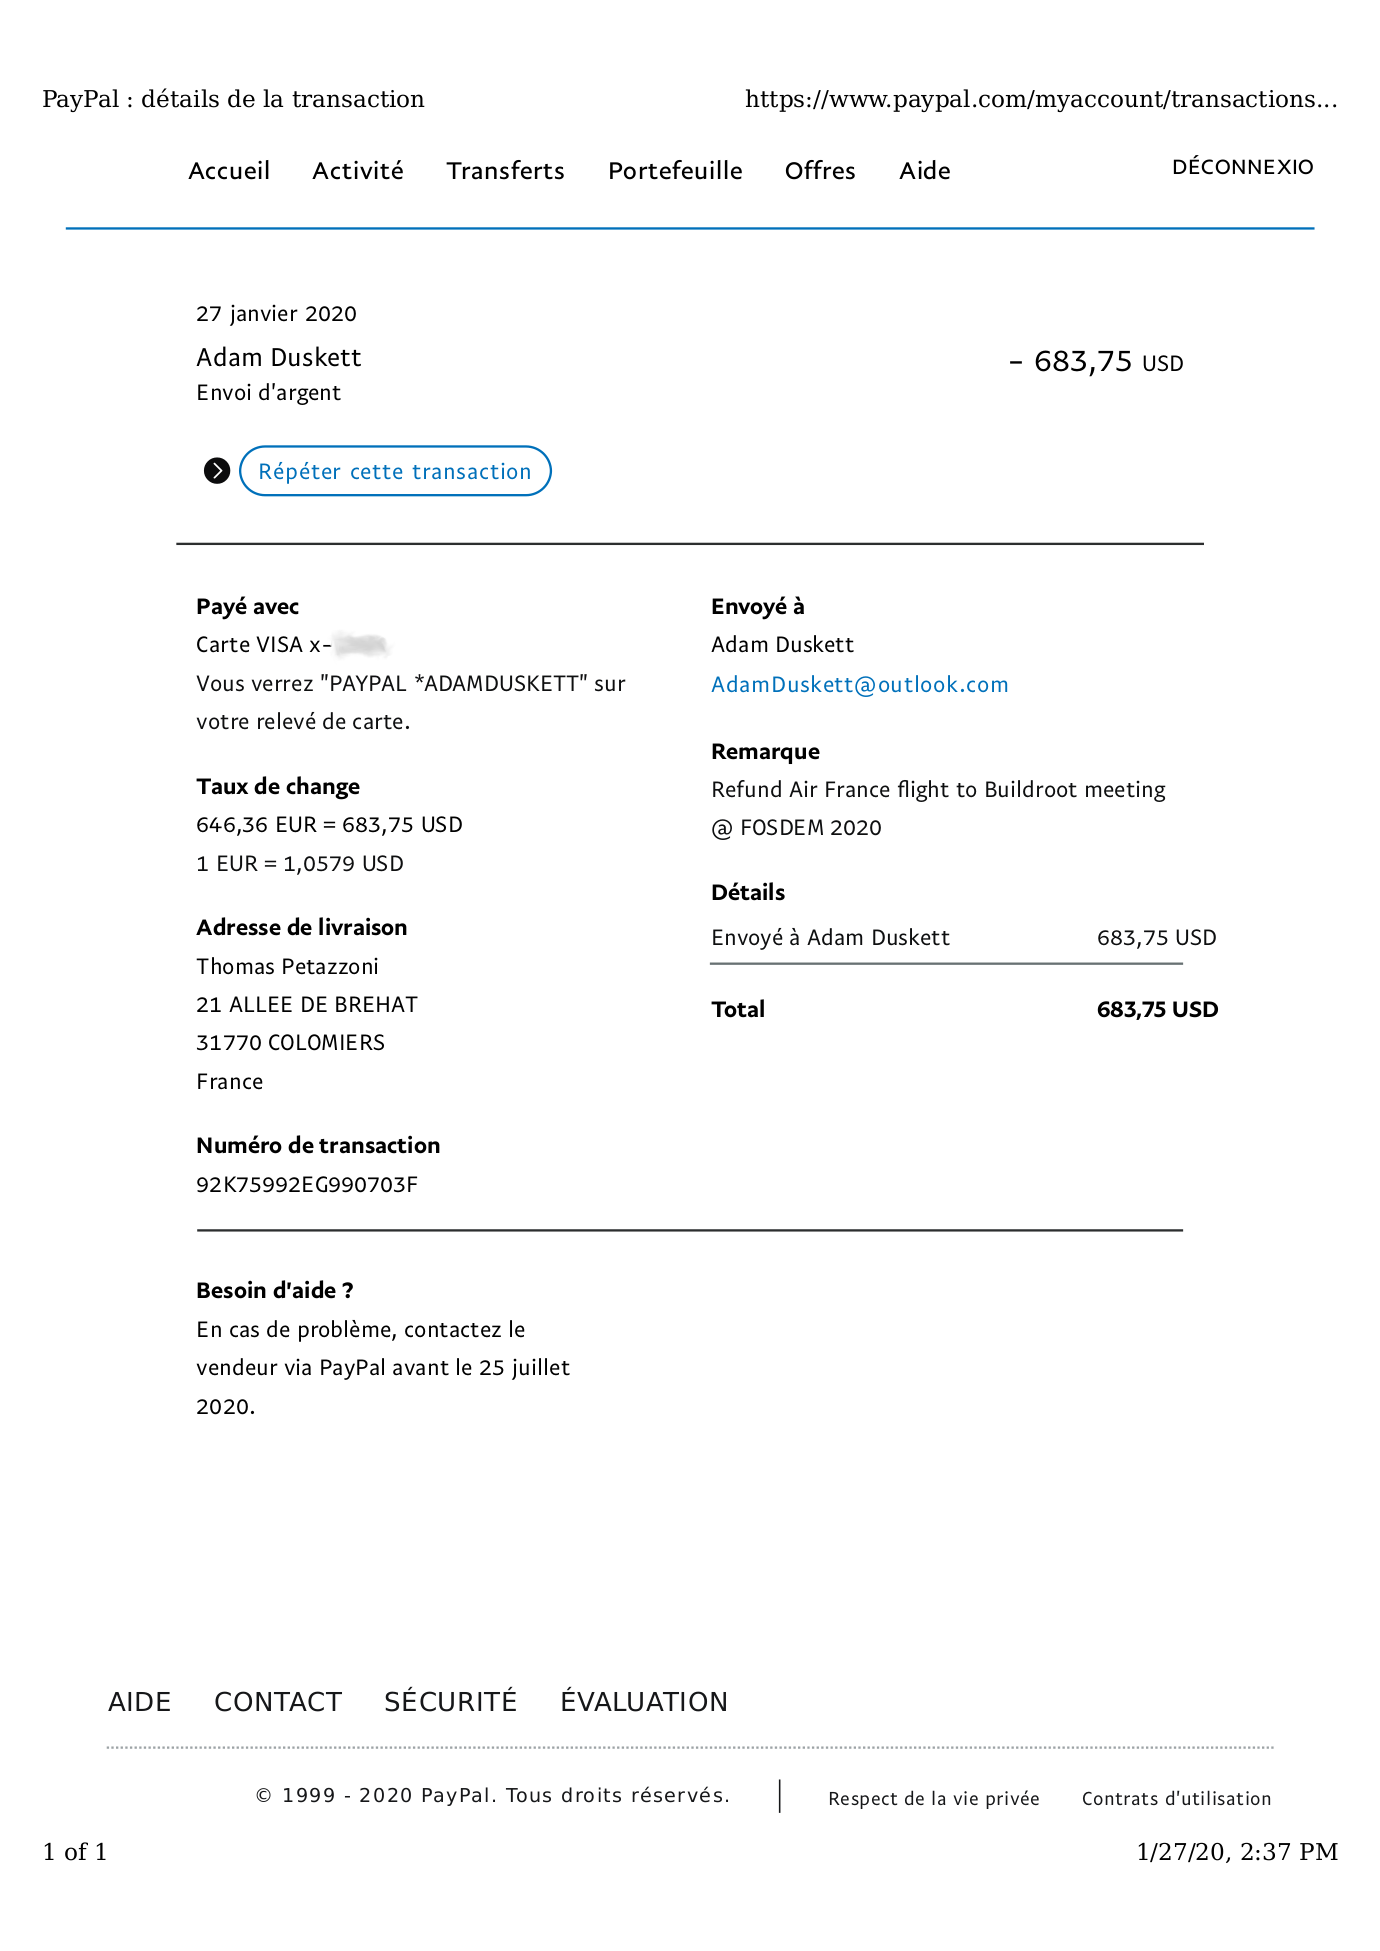 PayPal : détails de la transaction
https://www.paypal.com/myaccount/transactions...
Accueil Activité Transferts Portefeuille Offres Aide DÉCONNEXIO
27 janvier 2020
Adam Duskett
- 683,75 USD
Envoi d'argent
Répéter cette transaction
Payé avec
Carte VISA x-
Vous verrez "PAYPAL *ADAMDUSKETT" sur
votre relevé de carte.
Taux de change
646,36 EUR = 683,75 USD
1 EUR = 1,0579 USD
Adresse de livraison
Thomas Petazzoni
21 ALLEE DE BREHAT
31770 COLOMIERS
France
Numéro de transaction
92K75992EG990703F
Envoyé à
Adam Duskett
AdamDuskett@outlook.com
Remarque
Refund Air France flight to Buildroot meeting
@ FOSDEM 2020
Détails
Envoyé à Adam Duskett 683,75 USD
Total 683,75 USD
Besoin d'aide ?
En cas de problème, contactez le
vendeur via PayPal avant le 25 juillet
2020.
AIDE CONTACT SÉCURITÉ ÉVALUATION
© 1999 - 2020 PayPal. Tous droits réservés. | Respect de la vie privée Contrats d'utilisation
1 of 1
1/27/20, 2:37 PM